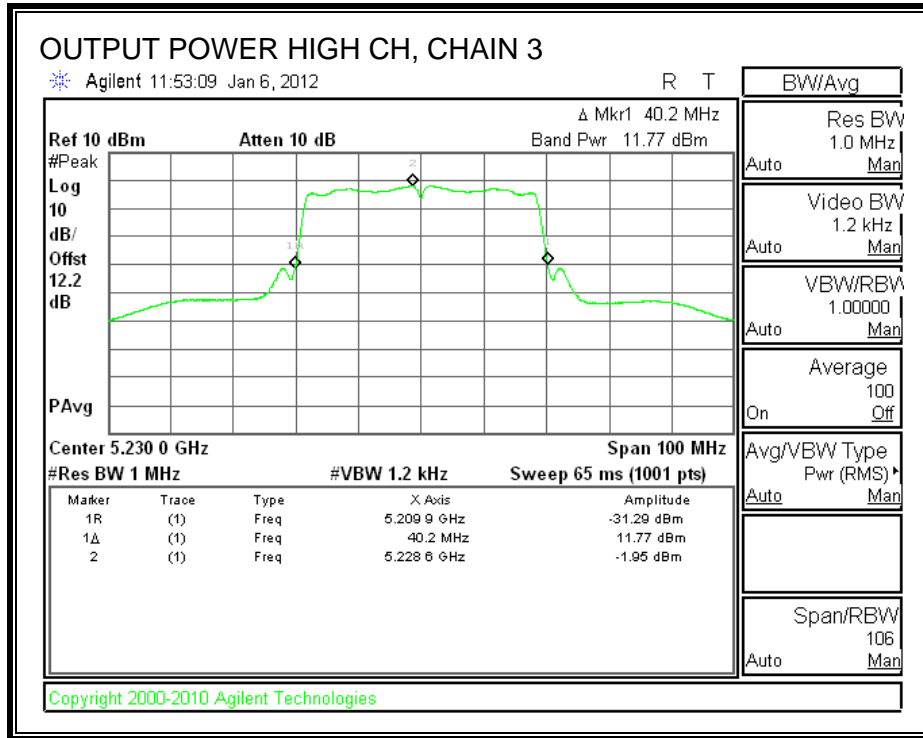 OUTPUT POWER HIGH CH, CHAIN 3
Agilent 11:53:09 Jan 6, 2012 R T
Δ Mkr1 40.2 MHz
Ref 10 dBm Atten 10 dB Band Pwr 11.77 dBm
#Peak
Log
10
dB/
Offst
12.2
dB
PAvg
2
1R
1
Center 5.230 0 GHz Span 100 MHz
#Res BW 1 MHz #VBW 1.2 kHz Sweep 65 ms (1001 pts)
Marker Trace Type X Axis Amplitude
1R (1) Freq 5.209 9 GHz -31.29 dBm
1Δ (1) Freq 40.2 MHz 11.77 dBm
2 (1) Freq 5.228 6 GHz -1.95 dBm
Copyright 2000-2010 Agilent Technologies
BW/Avg
Res BW
1.0 MHz
Auto Man
Video BW
1.2 kHz
Auto Man
VBW/RBW
1.00000
Auto Man
Average
100
On Off
Avg/VBW Type
Pwr (RMS)
Auto Man
Span/RBW
106
Auto Man